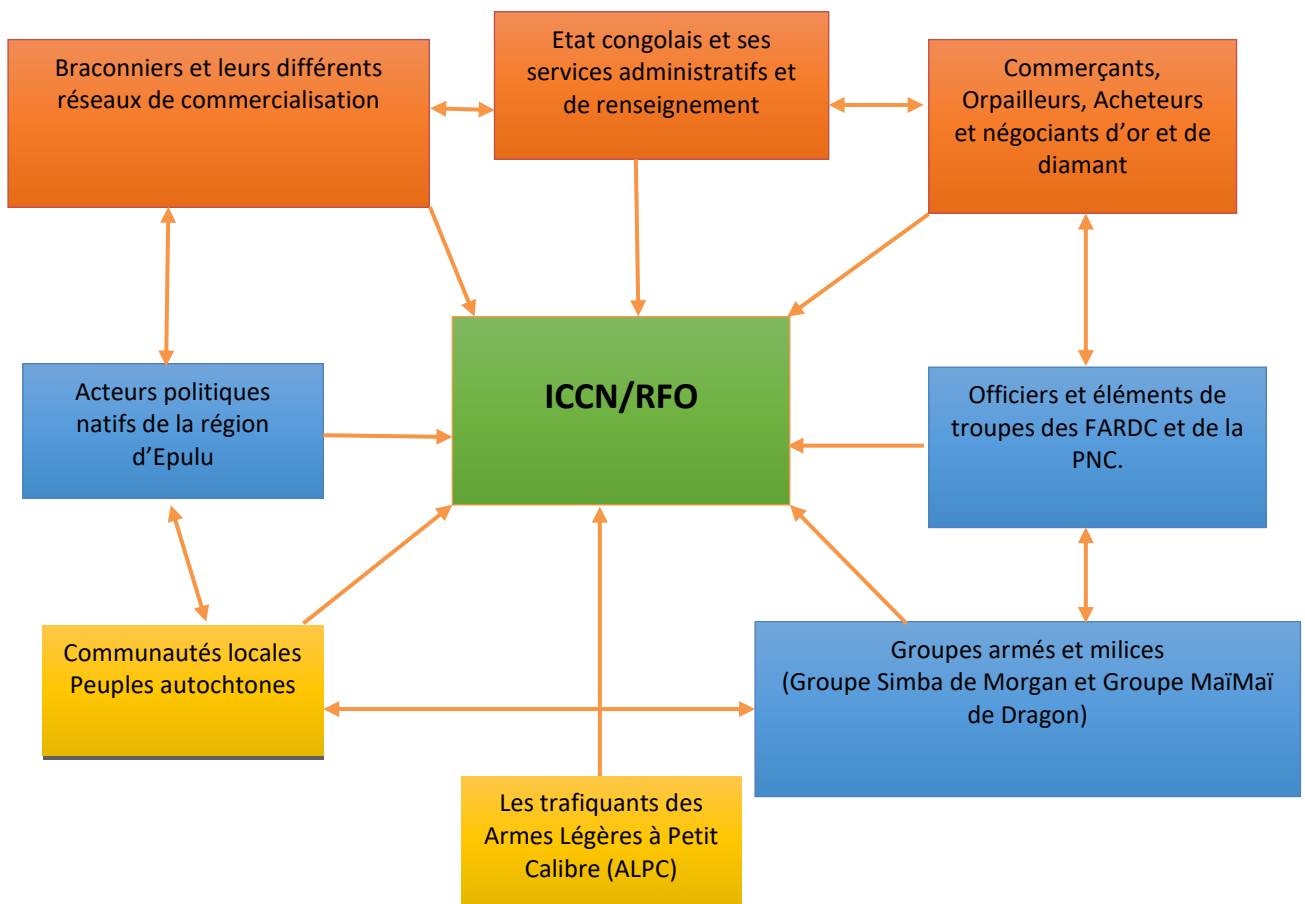 Braconniers et leurs différents
réseaux de commercialisation
Etat congolais et ses
services administratifs et
de renseignement
Commerçants,
Orpailleurs, Acheteurs
et négociants d’or et de
diamant
Acteurs politiques
natifs de la région
d’Epulu
ICCN/RFO
Officiers et éléments de
troupes des FARDC et de la
PNC.
Communautés locales
Peuples autochtones
Groupes armés et milices
(Groupe Simba de Morgan et Groupe MaïMaï
de Dragon)
Les trafiquants des
Armes Légères à Petit
Calibre (ALPC)